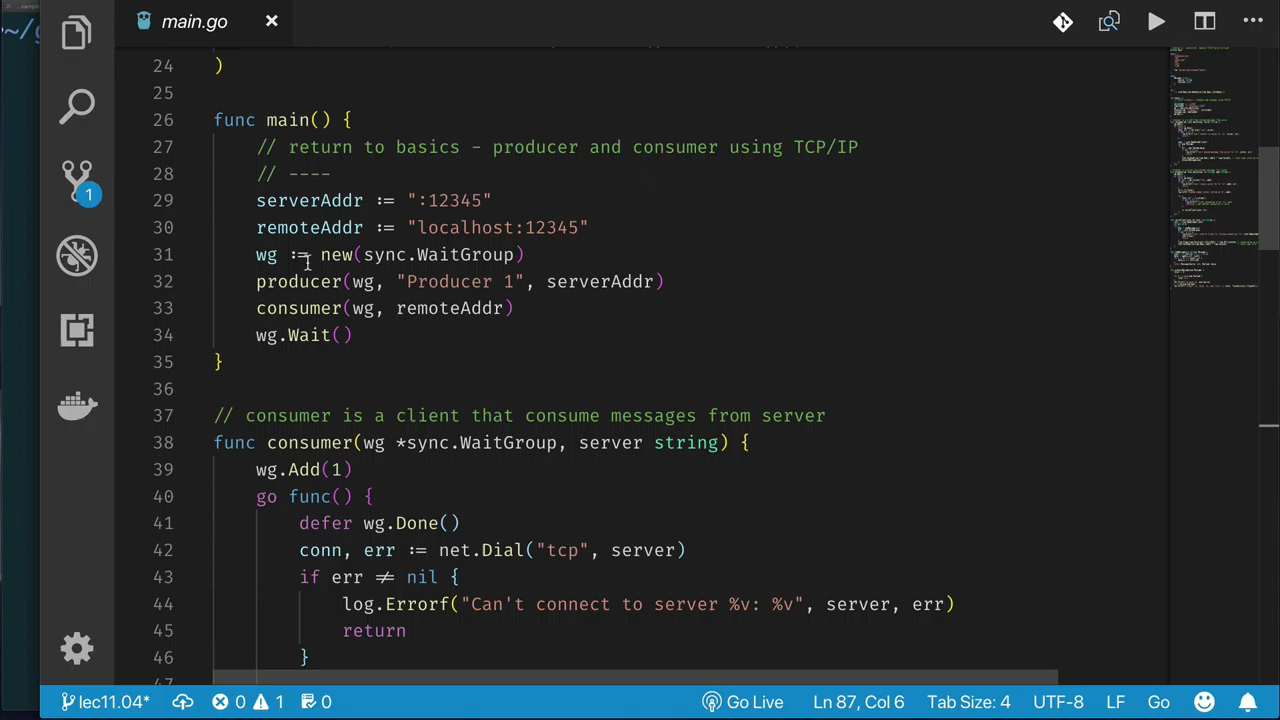 main.go
24 )
25
26 func main() {
27 // return to basics - producer and consumer using TCP/IP
28 // ----
29 serverAddr := ":12345"
30 remoteAddr := "localhost:12345"
31 wg := new(sync.WaitGroup)
32 producer(wg, "Producer 1", serverAddr)
33 consumer(wg, remoteAddr)
34 wg.Wait()
35 }
36
37 // consumer is a client that consume messages from server
38 func consumer(wg *sync.WaitGroup, server string) {
39 wg.Add(1)
40 go func() {
41 defer wg.Done()
42 conn, err := net.Dial("tcp", server)
43 if err ≠ nil {
44 log.Errorf("Can't connect to server %v: %v", server, err)
45 return
46 }
47
1
lec11.04* 0 1 0 Go Live Ln 87, Col 6 Tab Size: 4 UTF-8 LF Go